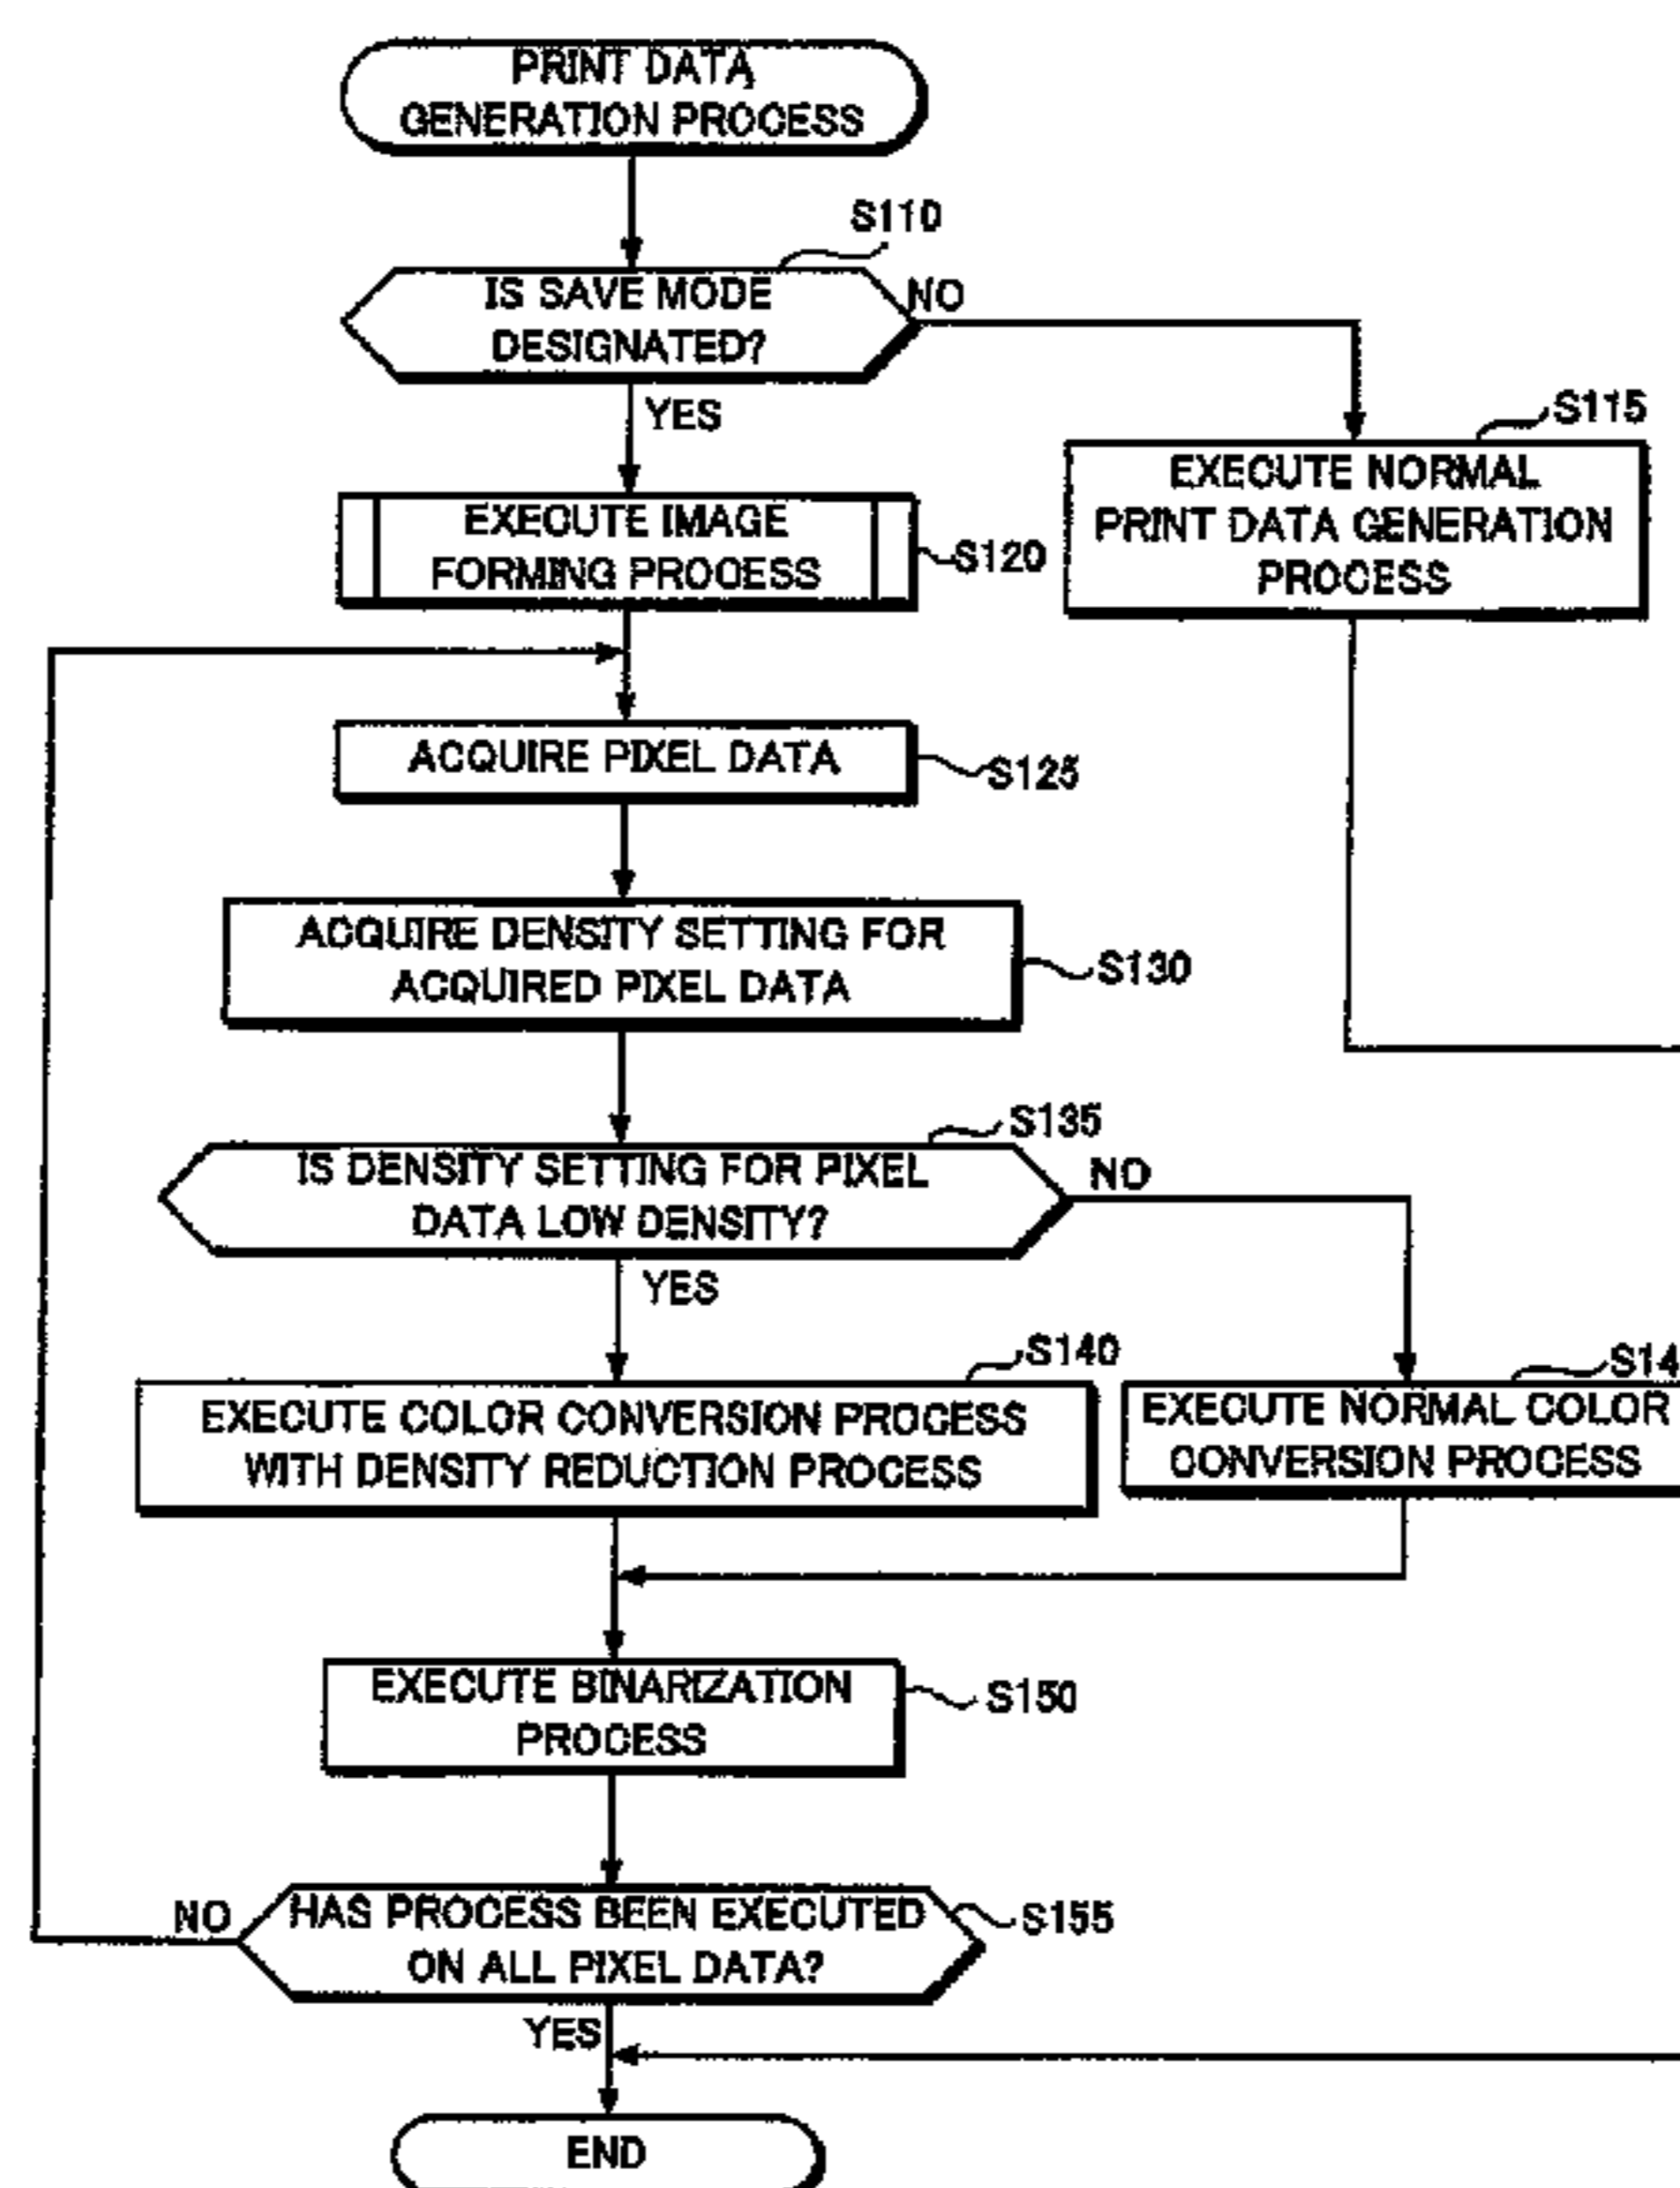 PRINT DATA
GENERATION PROCESS
S110
IS SAVE MODE
DESIGNATED?
NO
YES
S115
EXECUTE NORMAL
PRINT DATA GENERATION
PROCESS
EXECUTE IMAGE
FORMING PROCESS
S120
ACQUIRE PIXEL DATA
S125
ACQUIRE DENSITY SETTING FOR
ACQUIRED PIXEL DATA
S130
S135
IS DENSITY SETTING FOR PIXEL
DATA LOW DENSITY?
NO
YES
S140
EXECUTE COLOR CONVERSION PROCESS
WITH DENSITY REDUCTION PROCESS
S14
EXECUTE NORMAL COLOR
CONVERSION PROCESS
EXECUTE BINARIZATION
PROCESS
S150
NO
HAS PROCESS BEEN EXECUTED
ON ALL PIXEL DATA?
S155
YES
END